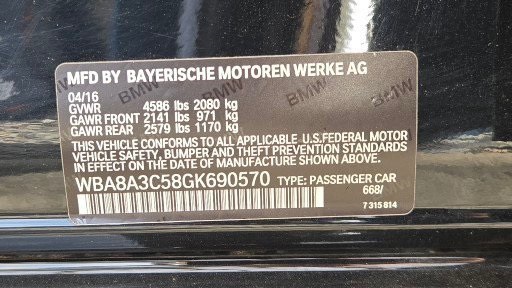 MFD BY BAYERISCHE MOTOREN WERKE AG
04/16
GVWR 4586 lbs 2080 kg
GAWR FRONT 2141 lbs 971 kg
GAWR REAR 2579 lbs 1170 kg
THIS VEHICLE CONFORMS TO ALL APPLICABLE U.S. FEDERAL MOTOR
VEHICLE SAFETY, BUMPER AND THEFT PREVENTION STANDARDS
IN EFFECT ON THE DATE OF MANUFACTURE SHOWN ABOVE.
WBA8A3C58GK690570 TYPE: PASSENGER CAR
668/
7 315 814
BMW BMW BMW